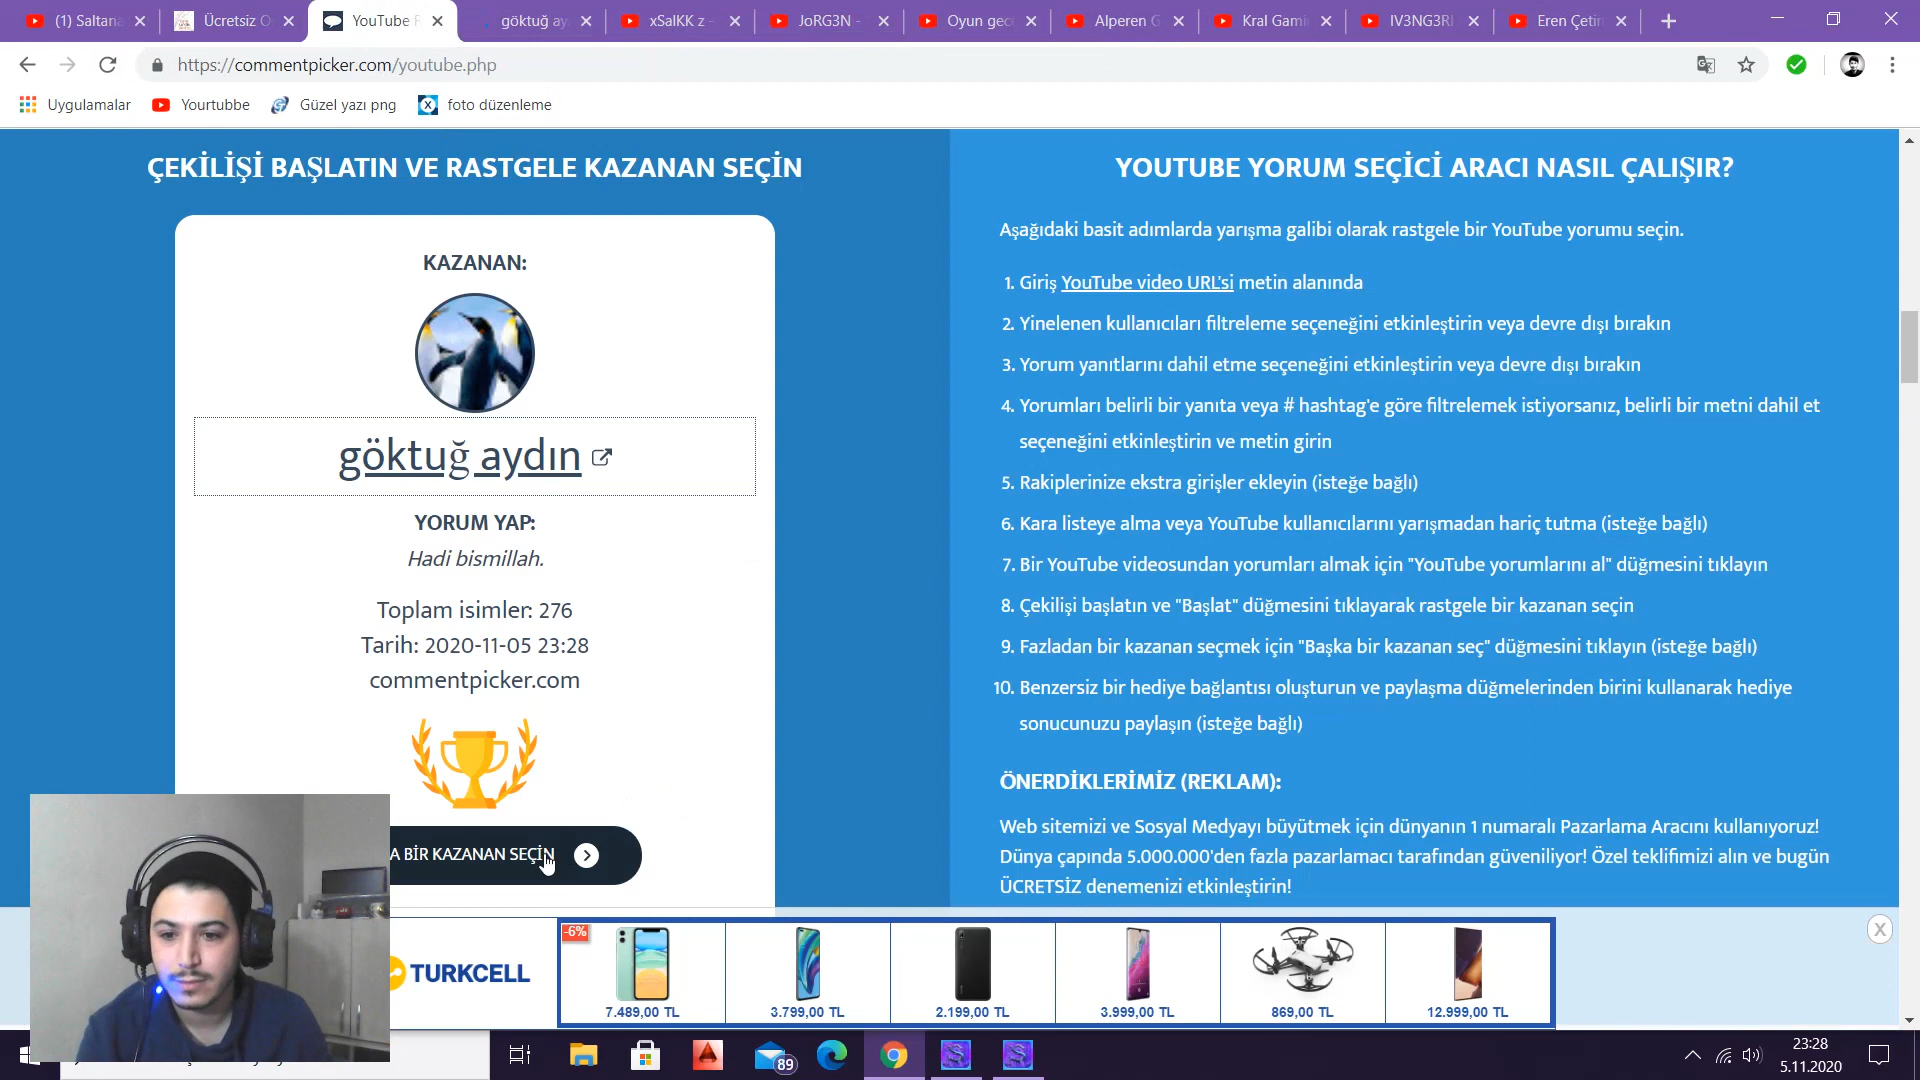 (1) Saltana
Ücretsiz O
YouTube R
göktuğ ay
xSalKK z -
JoRG3N -
Oyun gec
Alperen G
Kral Gami
IV3NG3R
Eren Çetin
https://commentpicker.com/youtube.php
Uygulamalar
Yourtubbe
Güzel yazı png
foto düzenleme
ÇEKİLİŞİ BAŞLATIN VE RASTGELE KAZANAN SEÇİN
KAZANAN:
göktuğ aydın
YORUM YAP:
Hadi bismillah.
Toplam isimler: 276
Tarih: 2020-11-05 23:28
commentpicker.com
A BİR KAZANAN SEÇİN
YOUTUBE YORUM SEÇİCİ ARACI NASIL ÇALIŞIR?
Aşağıdaki basit adımlarda yarışma galibi olarak rastgele bir YouTube yorumu seçin.
1. Giriş YouTube video URL'si metin alanında
2. Yinelenen kullanıcıları filtreleme seçeneğini etkinleştirin veya devre dışı bırakın
3. Yorum yanıtlarını dahil etme seçeneğini etkinleştirin veya devre dışı bırakın
4. Yorumları belirli bir yanıta veya # hashtag'e göre filtrelemek istiyorsanız, belirli bir metni dahil et
seçeneğini etkinleştirin ve metin girin
5. Rakiplerinize ekstra girişler ekleyin (isteğe bağlı)
6. Kara listeye alma veya YouTube kullanıcılarını yarışmadan hariç tutma (isteğe bağlı)
7. Bir YouTube videosundan yorumları almak için "YouTube yorumlarını al" düğmesini tıklayın
8. Çekilişi başlatın ve "Başlat" düğmesini tıklayarak rastgele bir kazanan seçin
9. Fazladan bir kazanan seçmek için "Başka bir kazanan seç" düğmesini tıklayın (isteğe bağlı)
10. Benzersiz bir hediye bağlantısı oluşturun ve paylaşma düğmelerinden birini kullanarak hediye
sonucunuzu paylaşın (isteğe bağlı)
ÖNERDİKLERİMİZ (REKLAM):
Web sitemizi ve Sosyal Medyayı büyütmek için dünyanın 1 numaralı Pazarlama Aracını kullanıyoruz!
Dünya çapında 5.000.000'den fazla pazarlamacı tarafından güveniliyor! Özel teklifimizi alın ve bugün
ÜCRETSİZ denemenizi etkinleştirin!
TURKCELL
-6%
7.489,00 TL
3.799,00 TL
2.199,00 TL
3.999,00 TL
869,00 TL
12.999,00 TL
X
89
23:28
5.11.2020